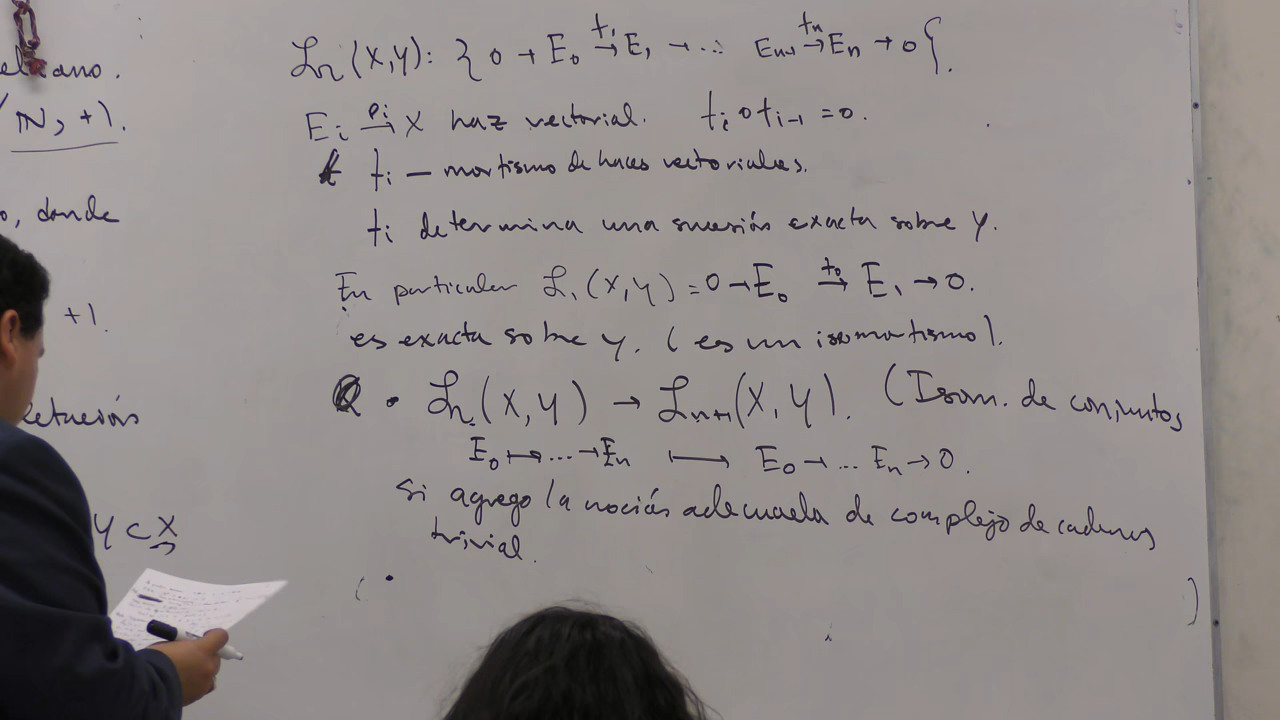 el ano.
ℕ, +1.
o, donde
+1.
Y ⊂ X
ℒn(X,Y): { 0 → E₀ →^{f₁} E₁ → ... Eₙ₋₁ →^{fₙ} Eₙ → 0 }.
Eᵢ →^{pᵢ} X haz vectorial. fᵢ ∘ fᵢ₋₁ = 0.
fᵢ — morfismo de haces vectoriales.
fᵢ determina una sucesión exacta sobre Y.
En particular ℒ₁(X,Y) = 0 → E₀ →^{f₀} E₁ → 0.
es exacta sobre Y. (es un isomorfismo).
• ℒn(X,Y) → ℒn+1(X,Y). (Isom. de conjuntos
E₀ ↦ ... → Eₙ ⟼ E₀ → ... Eₙ → 0.
Si agrego la noción adecuada de complejo de cadenas
trivial.
( • )